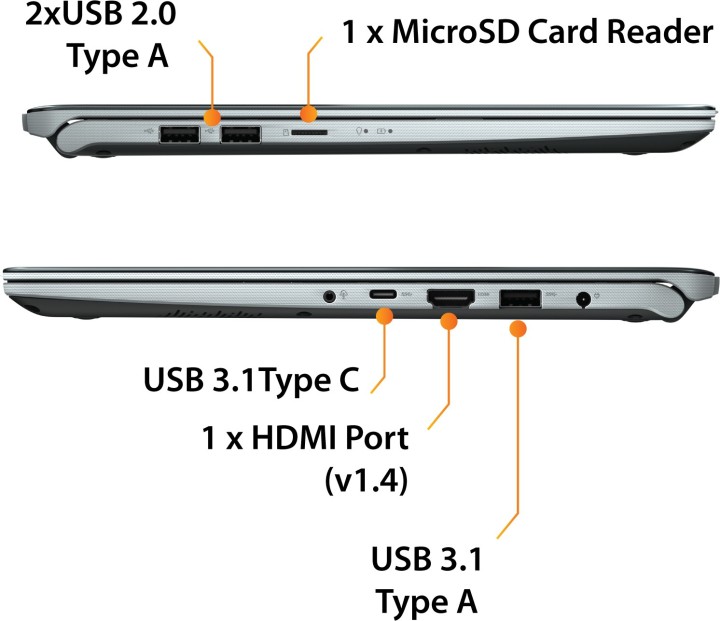 2xUSB 2.0
Type A
1 x MicroSD Card Reader
USB 3.1Type C
1 x HDMI Port
(v1.4)
USB 3.1
Type A